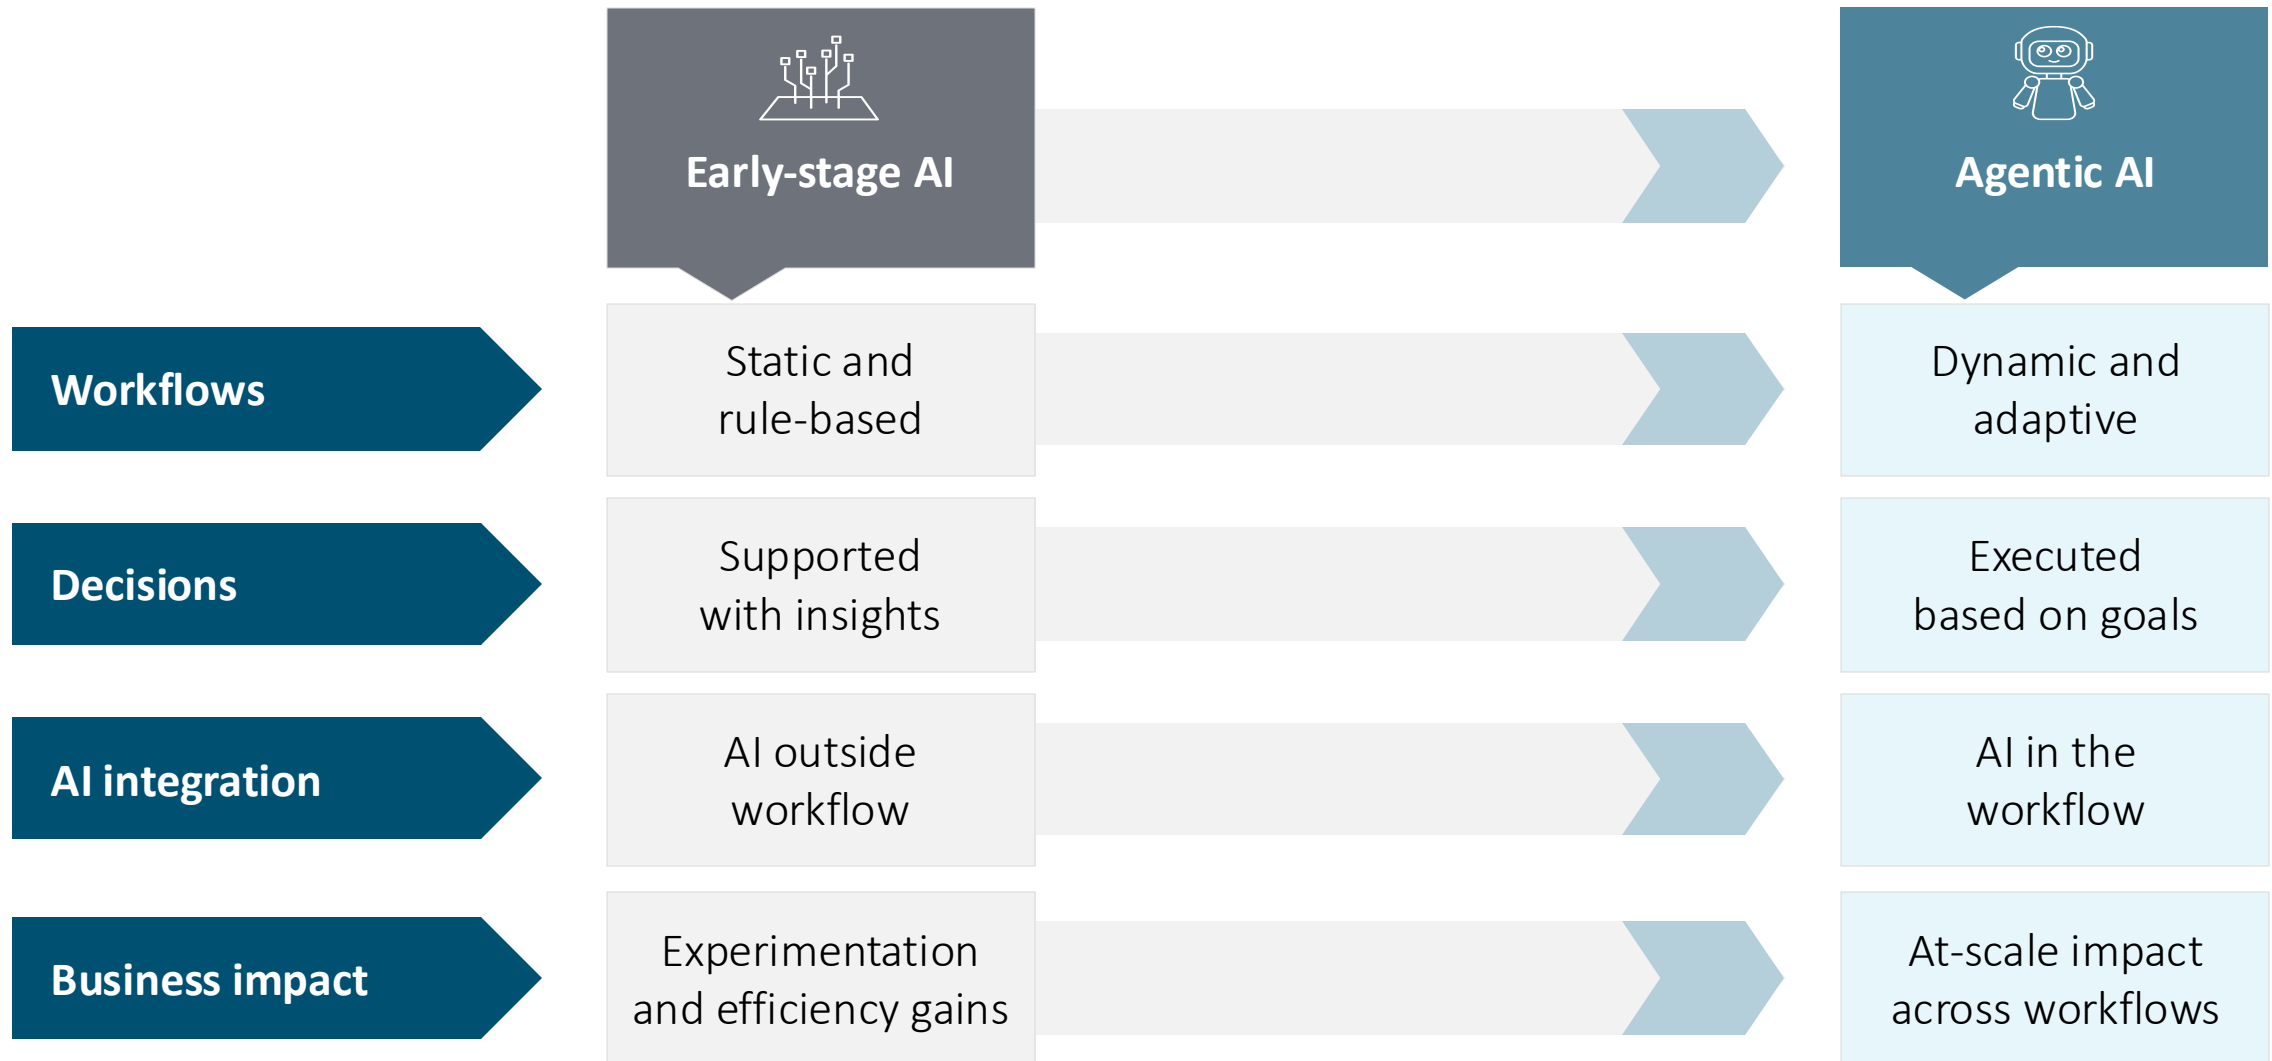 Early-stage AI
Agentic AI
Workflows
Static and
rule-based
Dynamic and
adaptive
Decisions
Supported
with insights
Executed
based on goals
AI integration
AI outside
workflow
AI in the
workflow
Business impact
Experimentation
and efficiency gains
At-scale impact
across workflows